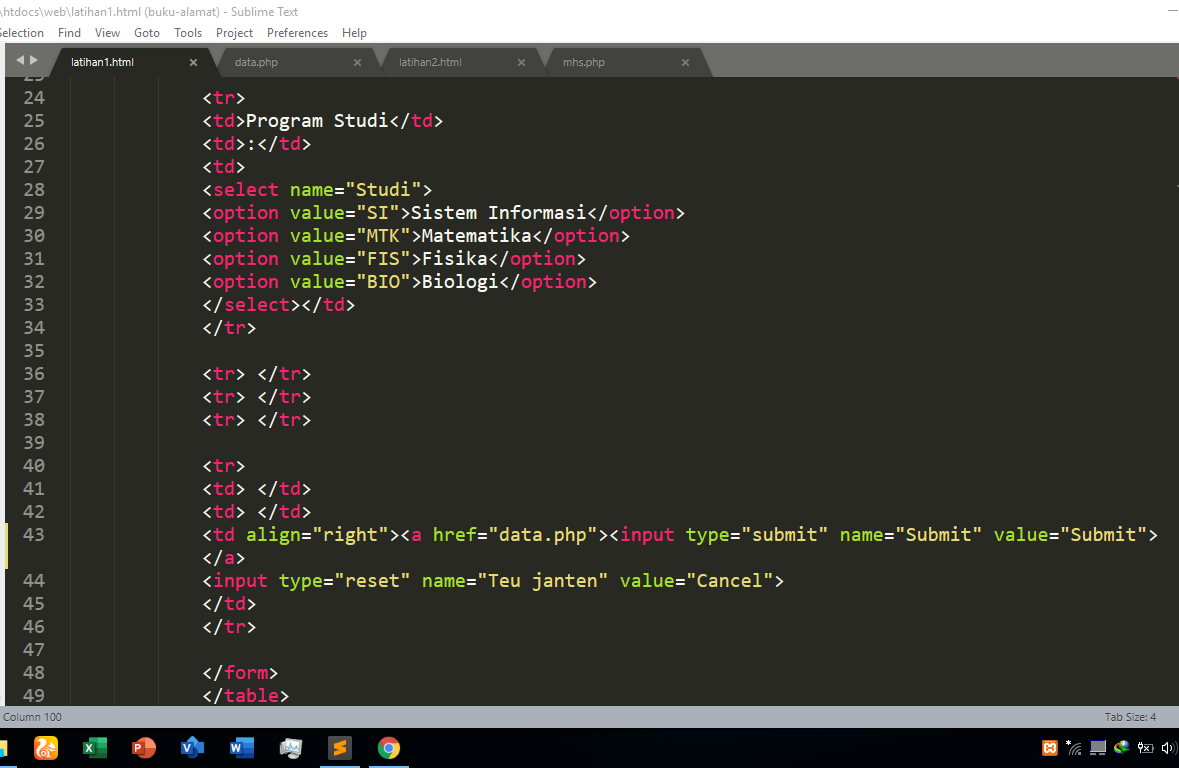 \htdocs\web\latihan1.html (buku-alamat) - Sublime Text
Selection Find View Goto Tools Project Preferences Help
latihan1.html × data.php × latihan2.html × mhs.php ×
23
24 <tr>
25 <td>Program Studi</td>
26 <td>:</td>
27 <td>
28 <select name="Studi">
29 <option value="SI">Sistem Informasi</option>
30 <option value="MTK">Matematika</option>
31 <option value="FIS">Fisika</option>
32 <option value="BIO">Biologi</option>
33 </select></td>
34 </tr>
35
36 <tr> </tr>
37 <tr> </tr>
38 <tr> </tr>
39
40 <tr>
41 <td> </td>
42 <td> </td>
43 <td align="right"><a href="data.php"><input type="submit" name="Submit" value="Submit">
</a>
44 <input type="reset" name="Teu janten" value="Cancel">
45 </td>
46 </tr>
47
48 </form>
49 </table>
Column 100 Tab Size: 4